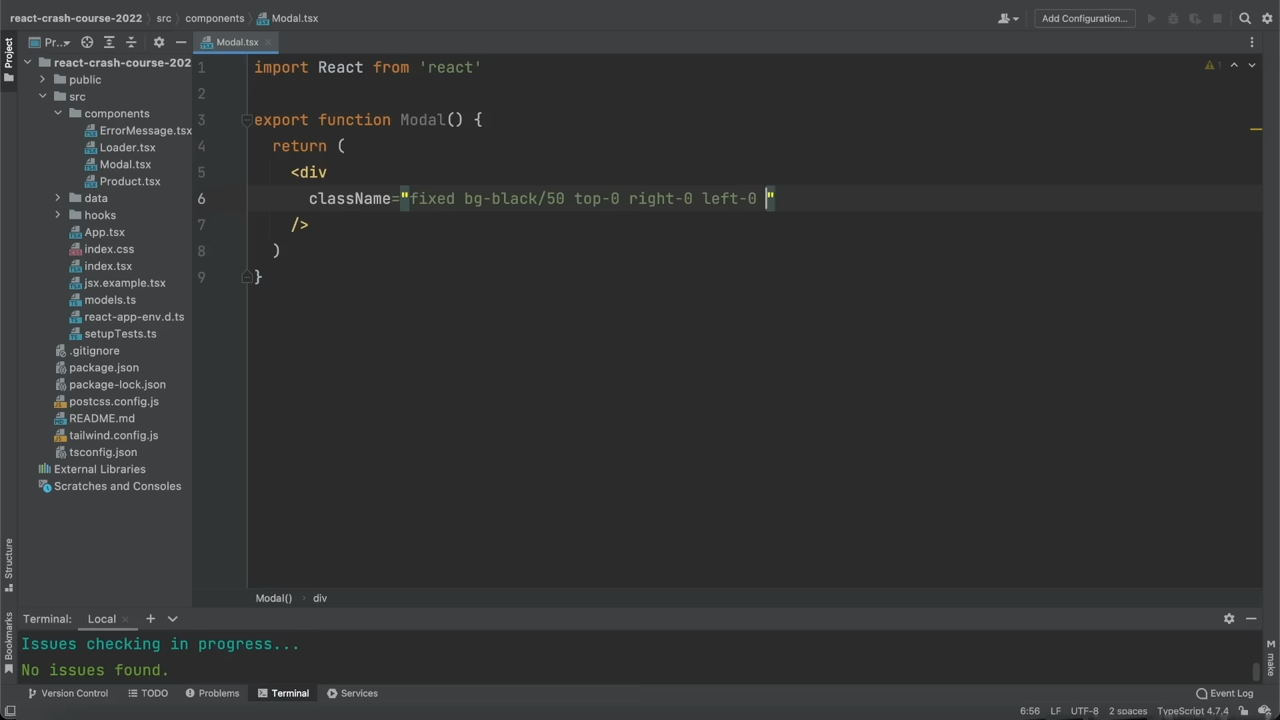 react-crash-course-2022 src components Modal.tsx Add Configuration...
Project Pr... Modal.tsx
react-crash-course-202
public
src
components
ErrorMessage.tsx
Loader.tsx
Modal.tsx
Product.tsx
data
hooks
App.tsx
index.css
index.tsx
jsx.example.tsx
models.ts
react-app-env.d.ts
setupTests.ts
.gitignore
package.json
package-lock.json
postcss.config.js
README.md
tailwind.config.js
tsconfig.json
External Libraries
Scratches and Consoles
1 import React from 'react'
2
3 export function Modal() {
4 return (
5 <div
6 className="fixed bg-black/50 top-0 right-0 left-0 "
7 />
8 )
9 }
1
Structure
Bookmarks
make
Modal() div
Terminal: Local
Issues checking in progress...
No issues found.
Version Control TODO Problems Terminal Services Event Log
6:56 LF UTF-8 2 spaces TypeScript 4.7.4